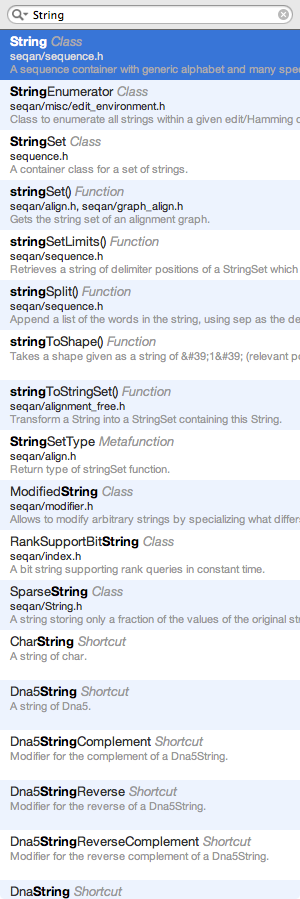 String
String Class
seqan/sequence.h
A sequence container with generic alphabet and many
StringEnumerator Class
seqan/misc/edit_environment.h
Class to enumerate all strings within a given edit/Hamming
StringSet Class
sequence.h
A container class for a set of strings.
stringSet() Function
seqan/align.h, seqan/graph_align.h
Gets the string set of an alignment graph.
stringSetLimits() Function
seqan/sequence.h
Retrieves a string of delimiter positions of a StringSet which
stringSplit() Function
seqan/sequence.h
Append a list of the words in the string, using sep as the
stringToShape() Function
Takes a shape given as a string of &#39;1&#39; (relevant
stringToStringSet() Function
seqan/alignment_free.h
Transform a String into a StringSet containing this String.
StringSetType Metafunction
seqan/align.h
Return type of stringSet function.
ModifiedString Class
seqan/modifier.h
Allows to modify arbitrary strings by specializing what
RankSupportBitString Class
seqan/index.h
A bit string supporting rank queries in constant time.
SparseString Class
seqan/String.h
A string storing only a fraction of the values of the original
CharString Shortcut
A string of char.
Dna5String Shortcut
A string of Dna5.
Dna5StringComplement Shortcut
Modifier for the complement of a Dna5String.
Dna5StringReverse Shortcut
Modifier for the reverse of a Dna5String.
Dna5StringReverseComplement Shortcut
Modifier for the reverse complement of a Dna5String.
DnaString Shortcut